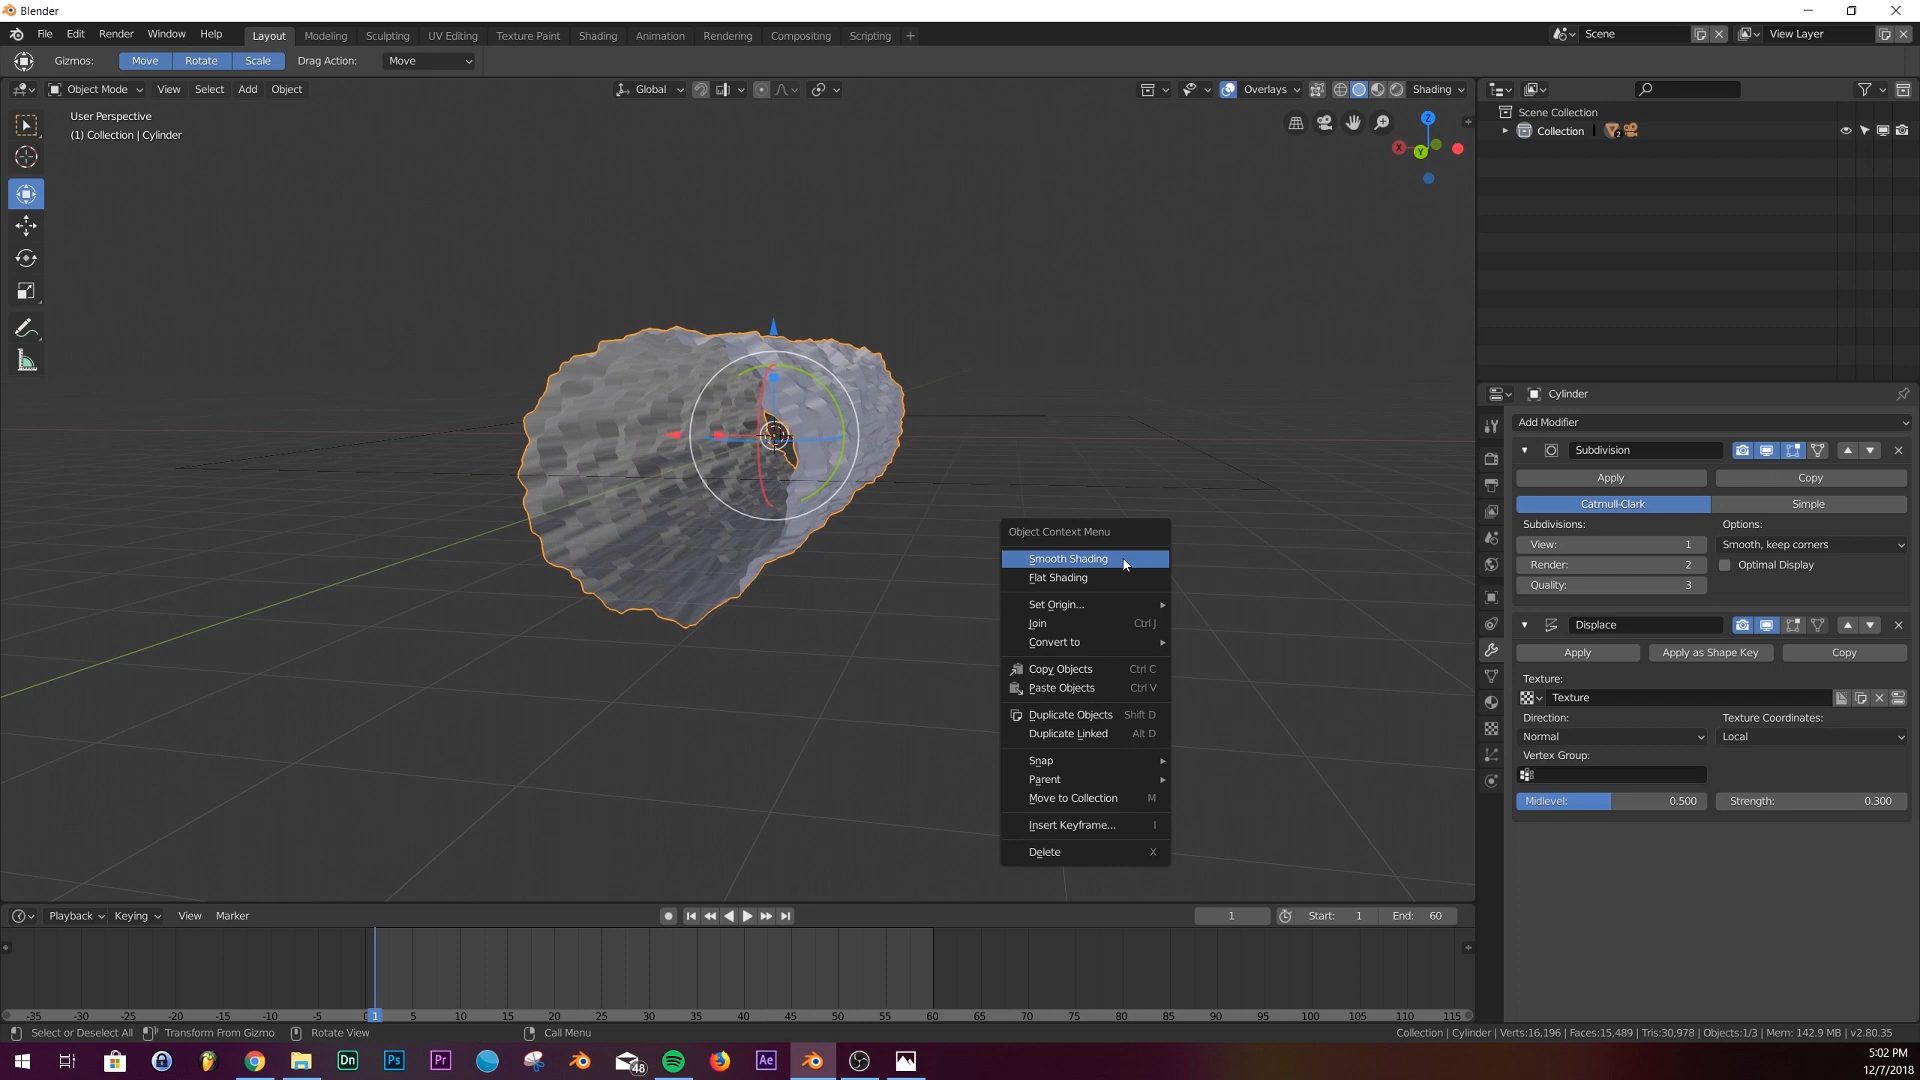 Blender
File Edit Render Window Help Layout Modeling Sculpting UV Editing Texture Paint Shading Animation Rendering Compositing Scripting + Scene View Layer
Gizmos: Move Rotate Scale Drag Action: Move
Object Mode View Select Add Object Global Overlays Shading
User Perspective
(1) Collection | Cylinder
Z
X
Y
Scene Collection
Collection 2
Object Context Menu
Smooth Shading
Flat Shading
Set Origin...
Join Ctrl J
Convert to
Copy Objects Ctrl C
Paste Objects Ctrl V
Duplicate Objects Shift D
Duplicate Linked Alt D
Snap
Parent
Move to Collection M
Insert Keyframe... I
Delete X
Cylinder
Add Modifier
Subdivision
Apply Copy
Catmull-Clark Simple
Subdivisions: Options:
View: 1 Smooth, keep corners
Render: 2 Optimal Display
Quality: 3
Displace
Apply Apply as Shape Key Copy
Texture:
Texture
Direction: Texture Coordinates:
Normal Local
Vertex Group:
Midlevel: 0.500 Strength: 0.300
Playback Keying View Marker 1 Start: 1 End: 60
-35 -30 -25 -20 -15 -10 -5 1 5 10 15 20 25 30 35 40 45 50 55 60 65 70 75 80 85 90 95 100 105 110 115
Select or Deselect All Transform From Gizmo Rotate View Call Menu Collection | Cylinder | Verts:16,196 | Faces:15,489 | Tris:30,978 | Objects:1/3 | Mem: 142.9 MB | v2.80.35
Dn Ps Pr 48 Ae
5:02 PM
12/7/2018